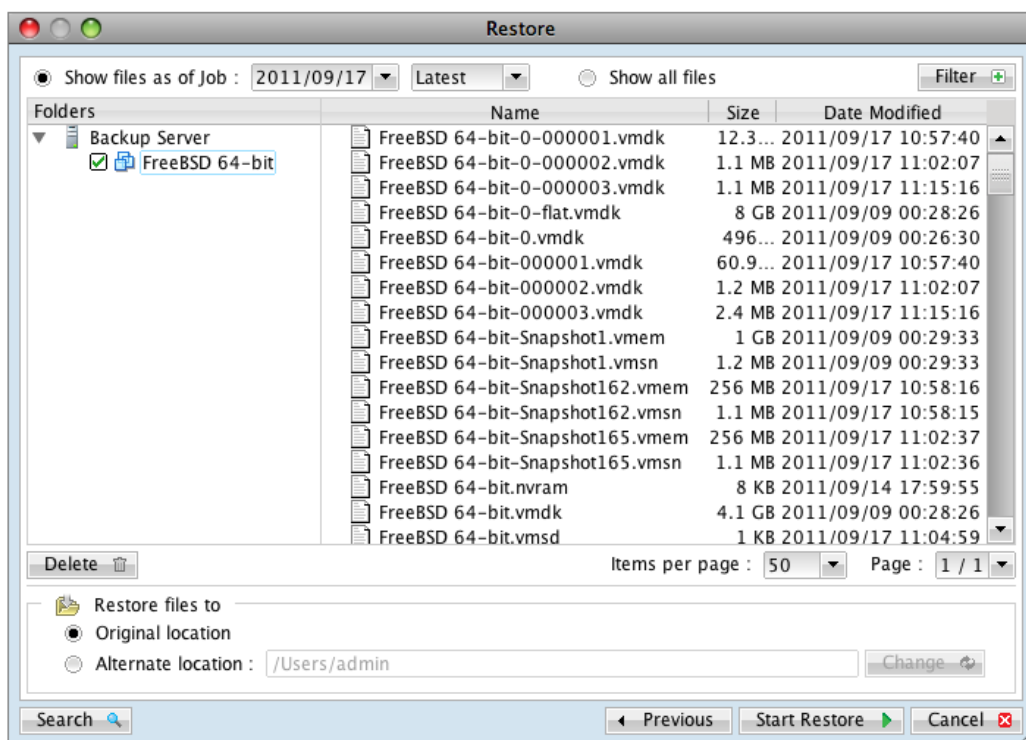 Restore
Show files as of Job : 2011/09/17 Latest Show all files Filter
Folders Name Size Date Modified
Backup Server
FreeBSD 64-bit
FreeBSD 64-bit-0-000001.vmdk 12.3... 2011/09/17 10:57:40
FreeBSD 64-bit-0-000002.vmdk 1.1 MB 2011/09/17 11:02:07
FreeBSD 64-bit-0-000003.vmdk 1.1 MB 2011/09/17 11:15:16
FreeBSD 64-bit-0-flat.vmdk 8 GB 2011/09/09 00:28:26
FreeBSD 64-bit-0.vmdk 496... 2011/09/09 00:26:30
FreeBSD 64-bit-000001.vmdk 60.9... 2011/09/17 10:57:40
FreeBSD 64-bit-000002.vmdk 1.2 MB 2011/09/17 11:02:07
FreeBSD 64-bit-000003.vmdk 2.4 MB 2011/09/17 11:15:16
FreeBSD 64-bit-Snapshot1.vmem 1 GB 2011/09/09 00:29:33
FreeBSD 64-bit-Snapshot1.vmsn 1.2 MB 2011/09/09 00:29:33
FreeBSD 64-bit-Snapshot162.vmem 256 MB 2011/09/17 10:58:16
FreeBSD 64-bit-Snapshot162.vmsn 1.1 MB 2011/09/17 10:58:15
FreeBSD 64-bit-Snapshot165.vmem 256 MB 2011/09/17 11:02:37
FreeBSD 64-bit-Snapshot165.vmsn 1.1 MB 2011/09/17 11:02:36
FreeBSD 64-bit.nvram 8 KB 2011/09/14 17:59:55
FreeBSD 64-bit.vmdk 4.1 GB 2011/09/09 00:28:26
FreeBSD 64-bit.vmsd 1 KB 2011/09/17 11:04:59
Delete Items per page : 50 Page : 1 / 1
Restore files to
Original location
Alternate location : /Users/admin Change
Search Previous Start Restore Cancel